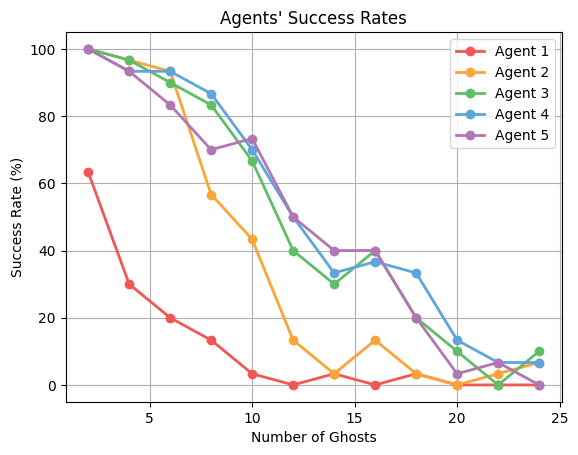 Agents' Success Rates
Success Rate (%)
100
80
60
40
20
0
5
10
15
20
25
Number of Ghosts
Agent 1
Agent 2
Agent 3
Agent 4
Agent 5